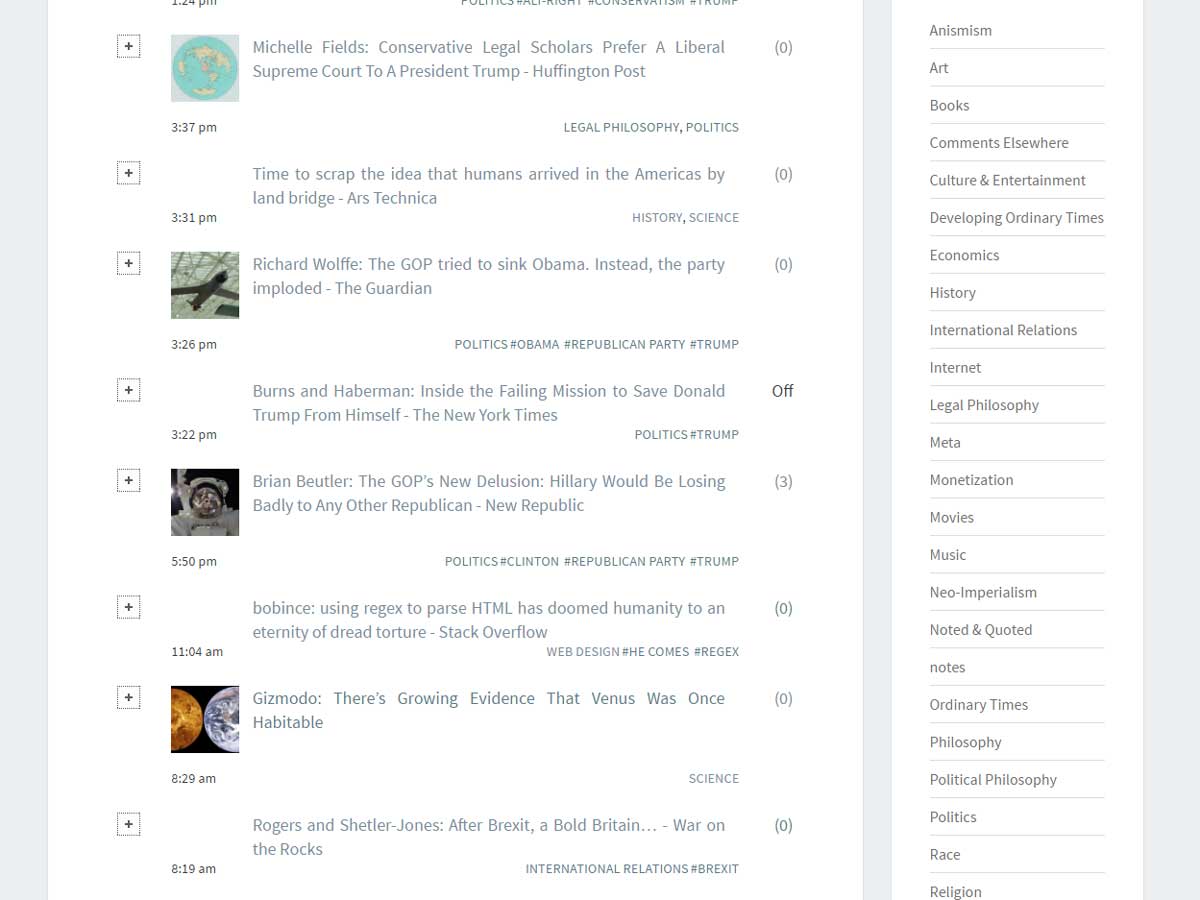 1:24 pm
POLITICS #ALT-RIGHT #CONSERVATISM #TRUMP
+
Michelle Fields: Conservative Legal Scholars Prefer A Liberal
Supreme Court To A President Trump - Huffington Post
(0)
3:37 pm
LEGAL PHILOSOPHY, POLITICS
+
Time to scrap the idea that humans arrived in the Americas by
land bridge - Ars Technica
(0)
3:31 pm
HISTORY, SCIENCE
+
Richard Wolffe: The GOP tried to sink Obama. Instead, the party
imploded - The Guardian
(0)
3:26 pm
POLITICS #OBAMA #REPUBLICAN PARTY #TRUMP
+
Burns and Haberman: Inside the Failing Mission to Save Donald
Trump From Himself - The New York Times
Off
3:22 pm
POLITICS #TRUMP
+
Brian Beutler: The GOP’s New Delusion: Hillary Would Be Losing
Badly to Any Other Republican - New Republic
(3)
5:50 pm
POLITICS #CLINTON #REPUBLICAN PARTY #TRUMP
+
bobince: using regex to parse HTML has doomed humanity to an
eternity of dread torture - Stack Overflow
(0)
11:04 am
WEB DESIGN #HE COMES #REGEX
+
Gizmodo: There’s Growing Evidence That Venus Was Once
Habitable
(0)
8:29 am
SCIENCE
+
Rogers and Shetler-Jones: After Brexit, a Bold Britain… - War on
the Rocks
(0)
8:19 am
INTERNATIONAL RELATIONS #BREXIT
Anismism
Art
Books
Comments Elsewhere
Culture & Entertainment
Developing Ordinary Times
Economics
History
International Relations
Internet
Legal Philosophy
Meta
Monetization
Movies
Music
Neo-Imperialism
Noted & Quoted
notes
Ordinary Times
Philosophy
Political Philosophy
Politics
Race
Religion